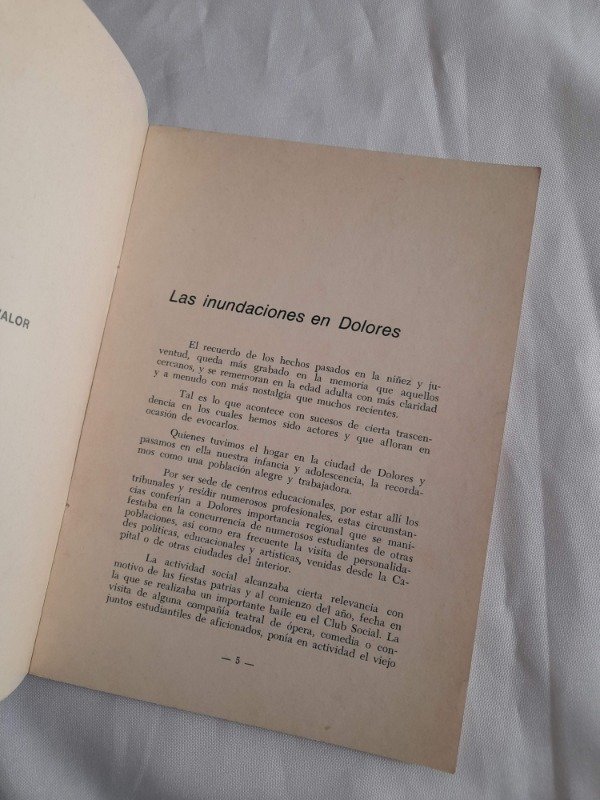 VALOR
Las inundaciones en Dolores
El recuerdo de los hechos pasados en la niñez y ju-
ventud, queda más grabado en la memoria que aquellos
cercanos, y se rememoran en la edad adulta con más claridad
y a menudo con más nostalgia que muchos recientes.
Tal es lo que acontece con sucesos de cierta trascen-
dencia en los cuales hemos sido actores y que afloran en
ocasión de evocarlos.
Quienes tuvimos el hogar en la ciudad de Dolores y
pasamos en ella nuestra infancia y adolescencia, la recorda-
mos como una población alegre y trabajadora.
Por ser sede de centros educacionales, por estar allí los
tribunales y residir numerosos profesionales, estas circunstan-
cias conferían a Dolores importancia regional que se mani-
festaba en la concurrencia de numerosos estudiantes de otras
poblaciones, asi como era frecuente la visita de personalida-
des políticas, educacionales y artísticas, venidas desde la Ca-
pital o de otras ciudades del interior.
La actividad social alcanzaba cierta relevancia con
motivo de las fiestas patrias y al comienzo del año, fecha en
la que se realizaba un importante baile en el Club Social. La
visita de alguna compañía teatral de ópera, comedia o con-
juntos estudiantiles de aficionados, ponía en actividad el viejo
— 5 —